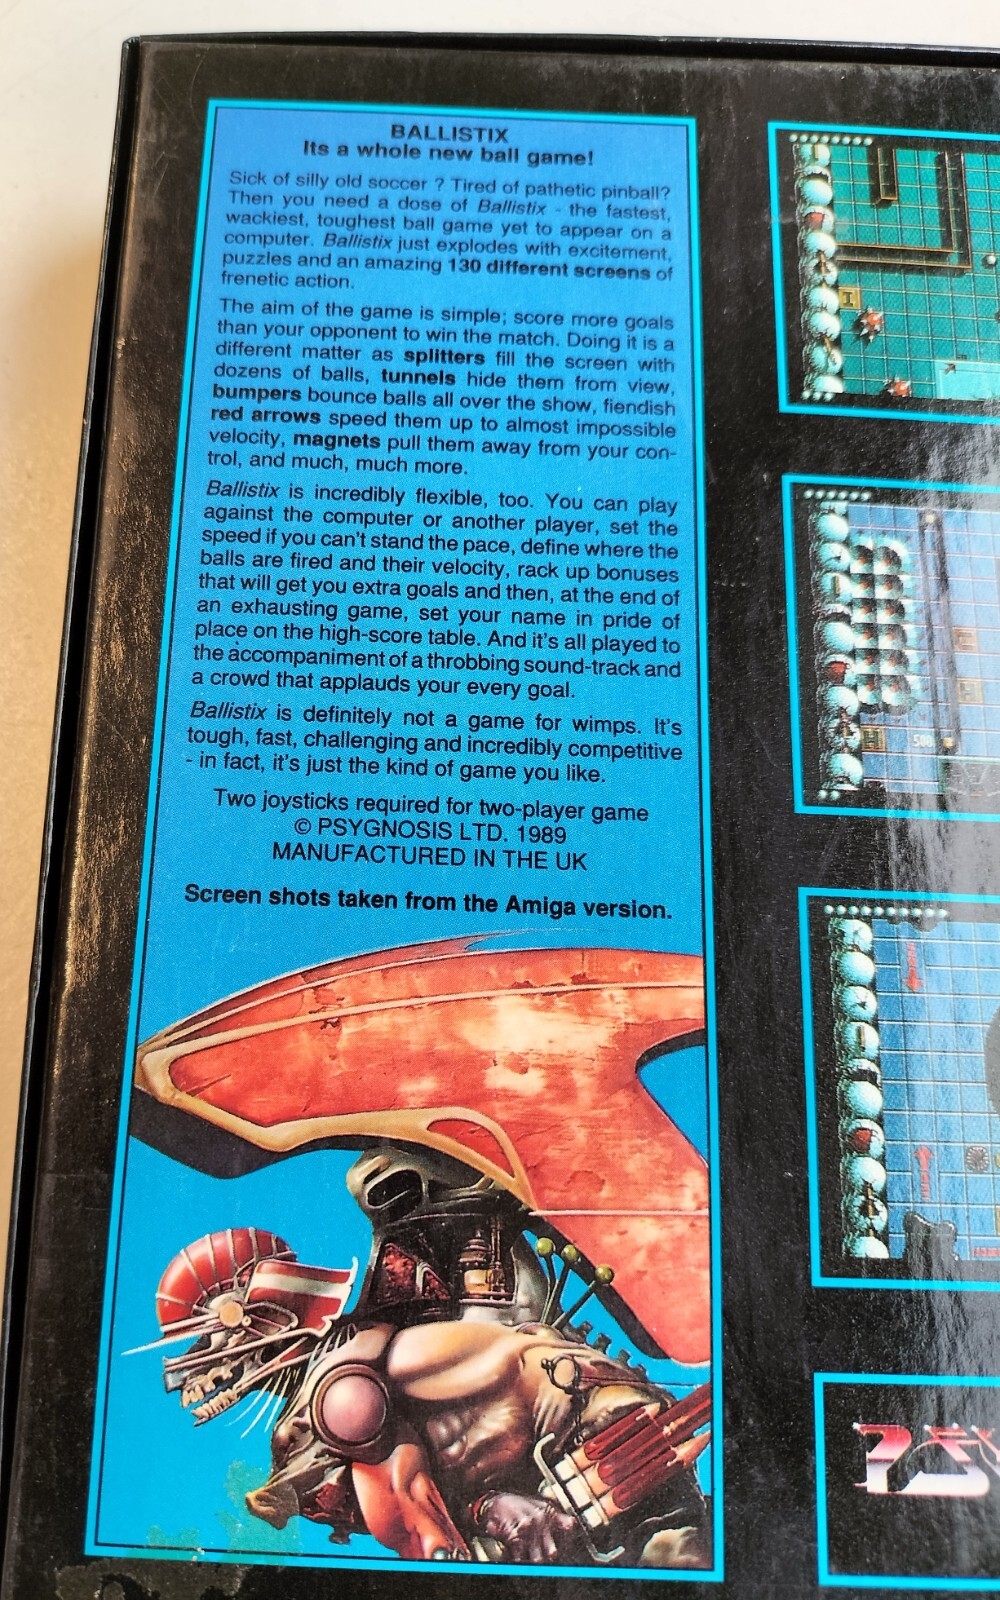 BALLISTIX
Its a whole new ball game!
Sick of silly old soccer ? Tired of pathetic pinball?
Then you need a dose of Ballistix - the fastest,
wackiest, toughest ball game yet to appear on a
computer. Ballistix just explodes with excitement,
puzzles and an amazing 130 different screens of
frenetic action.
The aim of the game is simple; score more goals
than your opponent to win the match. Doing it is a
different matter as splitters fill the screen with
dozens of balls, tunnels hide them from view,
bumpers bounce balls all over the show, fiendish
red arrows speed them up to almost impossible
velocity, magnets pull them away from your con-
trol, and much, much more.
Ballistix is incredibly flexible, too. You can play
against the computer or another player, set the
speed if you can't stand the pace, define where the
balls are fired and their velocity, rack up bonuses
that will get you extra goals and then, at the end of
an exhausting game, set your name in pride of
place on the high-score table. And it's all played to
the accompaniment of a throbbing sound-track and
a crowd that applauds your every goal.
Ballistix is definitely not a game for wimps. It's
tough, fast, challenging and incredibly competitive
- in fact, it's just the kind of game you like.
Two joysticks required for two-player game
© PSYGNOSIS LTD. 1989
MANUFACTURED IN THE UK
Screen shots taken from the Amiga version.
500
PSY